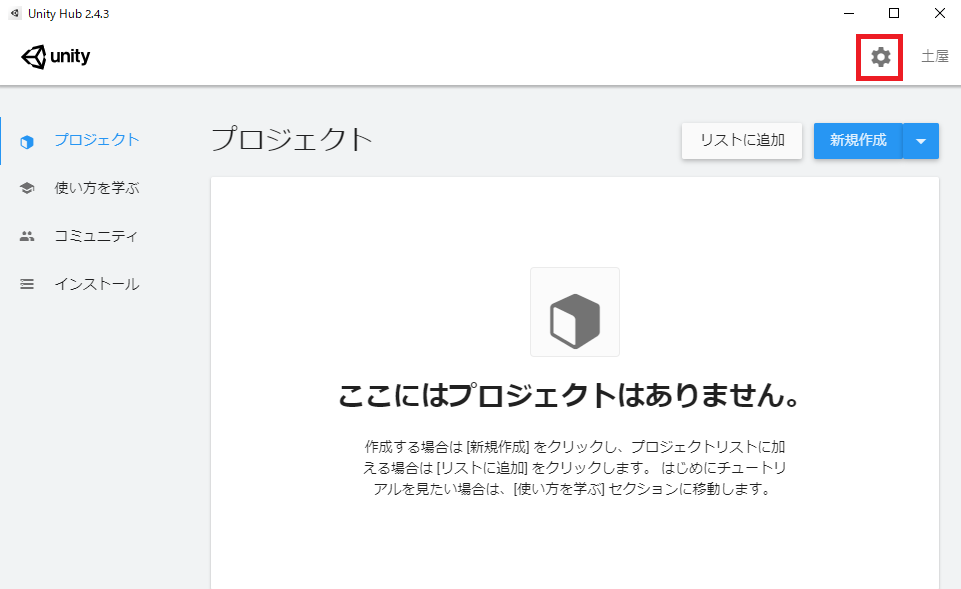 Unity Hub 2.4.3
unity
土屋
プロジェクト
使い方を学ぶ
コミュニティ
インストール
プロジェクト
リストに追加
新規作成
ここにはプロジェクトはありません。
作成する場合は [新規作成] をクリックし、プロジェクトリストに加
える場合は [リストに追加] をクリックします。 はじめにチュートリ
アルを見たい場合は、[使い方を学ぶ] セクションに移動します。